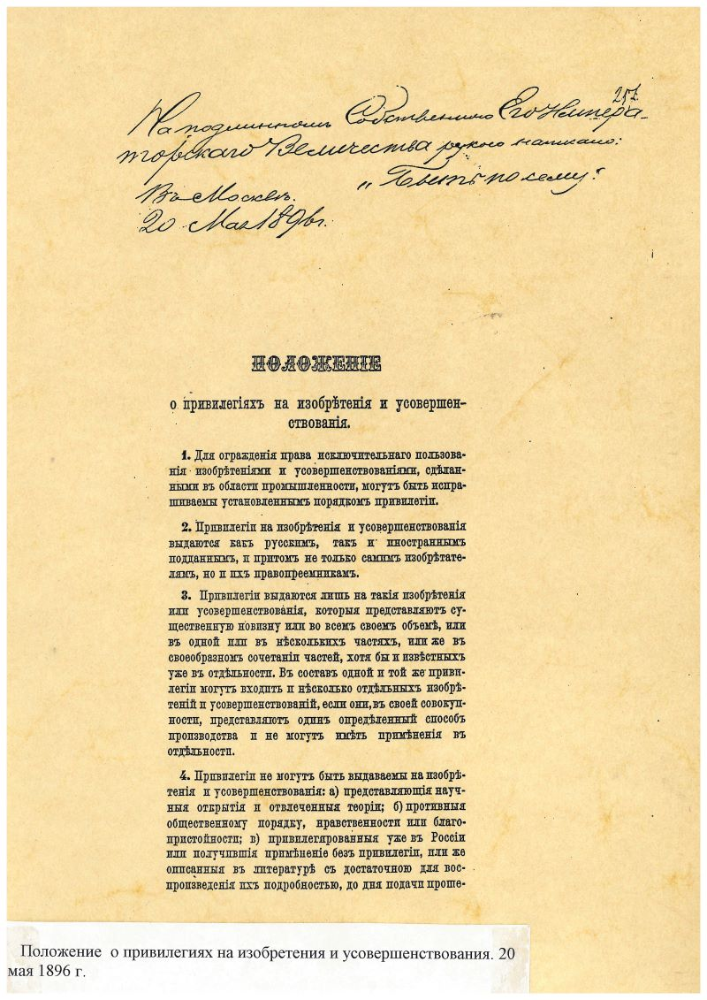 257.
На подлинномъ Собственною Его Импера-
торскаго Величества рукою написано:
„Быть по сему".
Въ Москвѣ.
20 Мая 1896 г.
ПОЛОЖЕНІЕ
о привилегіяхъ на изобрѣтенія и усовершен-
ствованія.
1. Для огражденія права исключительнаго пользова-
нія изобрѣтеніями и усовершенствованіями, сдѣлан-
ными въ области промышленности, могутъ быть испра-
шиваемы установленнымъ порядкомъ привилегіи.
2. Привилегіи на изобрѣтенія и усовершенствованія
выдаются какъ русскимъ, такъ и иностраннымъ
подданнымъ, и притомъ не только самимъ изобрѣтате-
лямъ, но и ихъ правопреемникамъ.
3. Привилегіи выдаются лишь на такія изобрѣтенія
или усовершенствованія, которыя представляютъ су-
щественную новизну или во всемъ своемъ объемѣ, или
въ одной или въ нѣсколькихъ частяхъ, или же въ
своеобразномъ сочетаніи частей, хотя бы и извѣстныхъ
уже въ отдѣльности. Въ составъ одной и той же приви-
легіи могутъ входить и нѣсколько отдѣльныхъ изобрѣ-
теній и усовершенствованій, если они, въ своей совокуп-
ности, представляютъ одинъ опредѣленный способъ
производства и не могутъ имѣть примѣненія въ
отдѣльности.
4. Привилегіи не могутъ быть выдаваемы на изобрѣ-
тенія и усовершенствованія: а) представляющія науч-
ныя открытія и отвлеченныя теоріи; б) противныя
общественному порядку, нравственности или благо-
пристойности; в) привилегированныя уже въ Россіи
или получившія примѣненіе безъ привилегіи, или же
описанныя въ литературѣ съ достаточною для вос-
произведенія ихъ подробностью, до дня подачи проше-
Положение о привилегиях на изобретения и усовершенствования. 20
мая 1896 г.